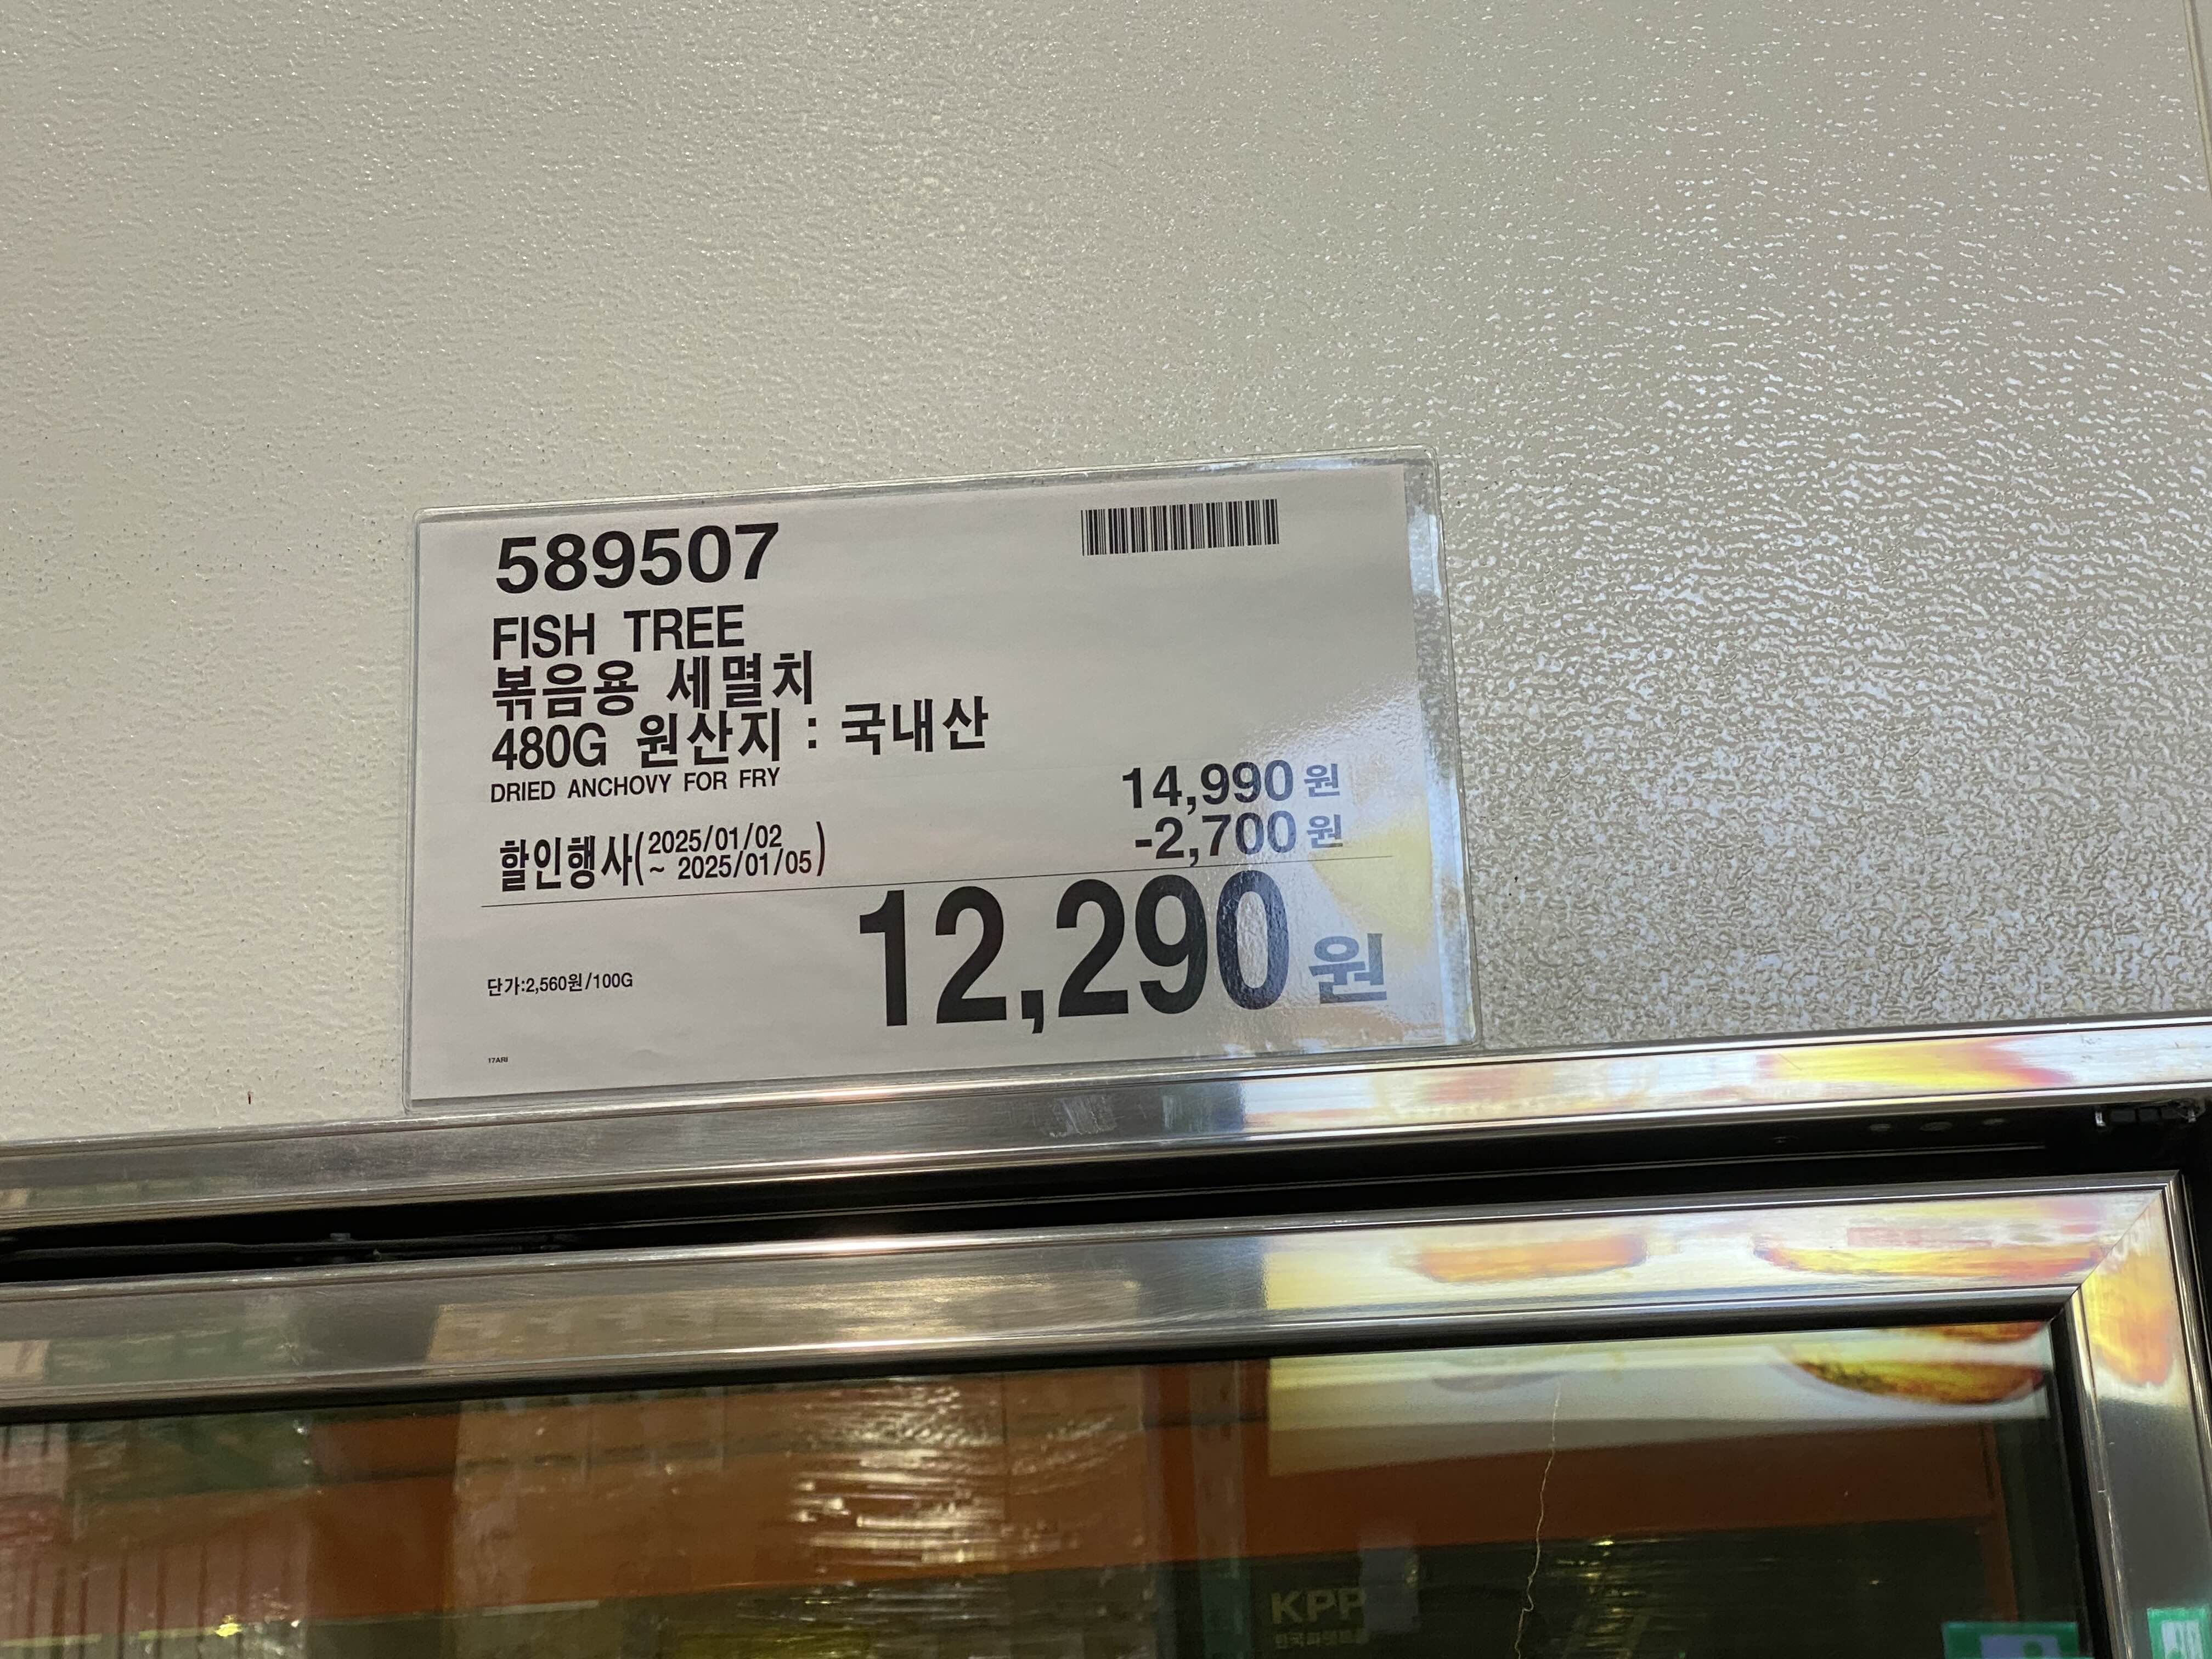 589507
FISH TREE
볶음용 세멸치
480G 원산지 : 국내산
DRIED ANCHOVY FOR FRY
14,990 원
할인행사(2025/01/02 ~ 2025/01/05)
-2,700 원
12,290 원
단가:2,560원/100G
17ARI
KPP